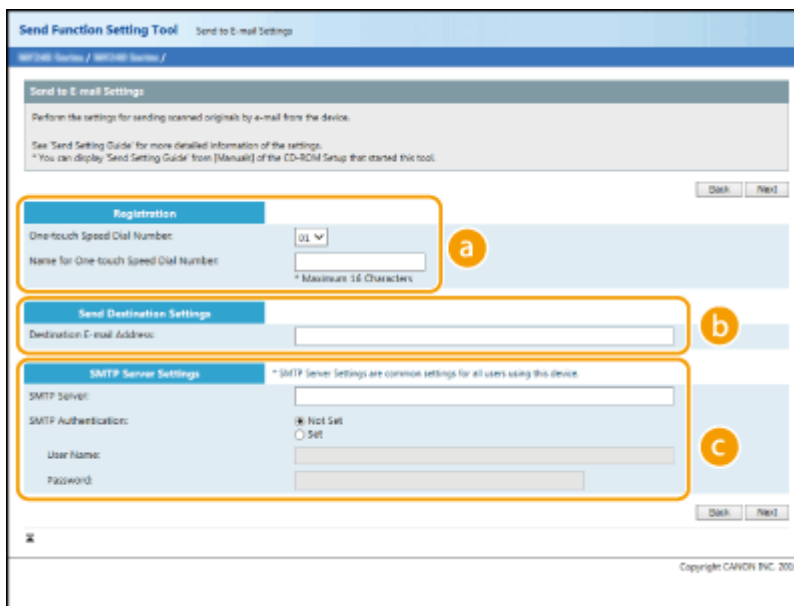 Send Function Setting Tool Send to E-mail Settings
Send to E-mail Settings
Perform the settings for sending scanned originals by e-mail from the device.
See 'Send Setting Guide' for more detailed information of the settings.
* You can display 'Send Setting Guide' from [Manuals] of the CD-ROM Setup that started this tool.
Back Next
Registration
One-touch Speed Dial Number:
01
Name for One-touch Speed Dial Number:
* Maximum 16 Characters
a
Send Destination Settings
Destination E-mail Address:
b
SMTP Server Settings * SMTP Server Settings are common settings for all users using this device.
SMTP Server:
SMTP Authentication:
Not Set
Set
User Name:
Password:
c
Back Next
Copyright CANON INC. 200